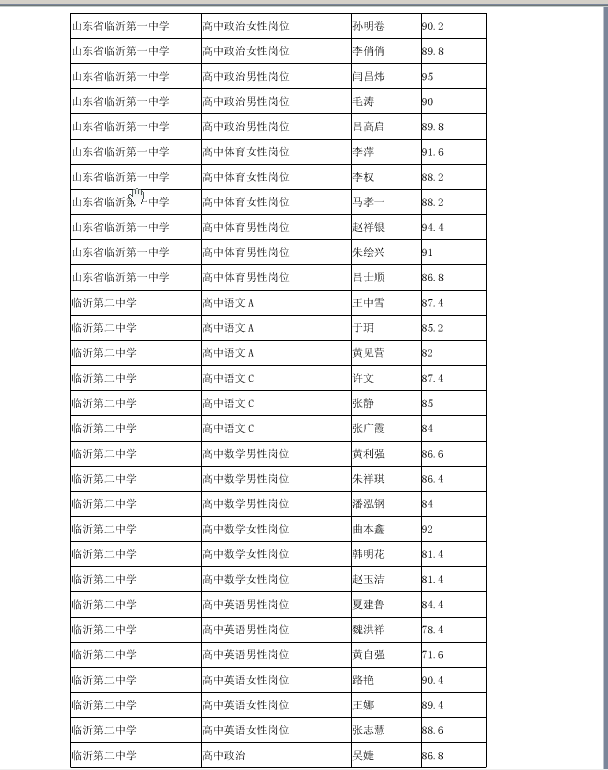 山东省临沂第一中学 高中政治女性岗位 孙明卷 90.2
山东省临沂第一中学 高中政治女性岗位 李俏俏 89.8
山东省临沂第一中学 高中政治男性岗位 闫昌炜 95
山东省临沂第一中学 高中政治男性岗位 毛涛 90
山东省临沂第一中学 高中政治男性岗位 吕高启 89.8
山东省临沂第一中学 高中体育女性岗位 李萍 91.6
山东省临沂第一中学 高中体育女性岗位 李权 88.2
山东省临沂第一中学 高中体育女性岗位 马孝一 88.2
山东省临沂第一中学 高中体育男性岗位 赵祥银 94.4
山东省临沂第一中学 高中体育男性岗位 朱绘兴 91
山东省临沂第一中学 高中体育男性岗位 吕士顺 86.8
临沂第二中学 高中语文A 王中雪 87.4
临沂第二中学 高中语文A 于玥 85.2
临沂第二中学 高中语文A 黄见营 82
临沂第二中学 高中语文C 许文 87.4
临沂第二中学 高中语文C 张静 85
临沂第二中学 高中语文C 张广霞 84
临沂第二中学 高中数学男性岗位 黄利强 86.6
临沂第二中学 高中数学男性岗位 朱祥琪 86.4
临沂第二中学 高中数学男性岗位 潘泓钢 84
临沂第二中学 高中数学女性岗位 曲本鑫 92
临沂第二中学 高中数学女性岗位 韩明花 81.4
临沂第二中学 高中数学女性岗位 赵玉洁 81.4
临沂第二中学 高中英语男性岗位 夏建鲁 84.4
临沂第二中学 高中英语男性岗位 魏洪祥 78.4
临沂第二中学 高中英语男性岗位 黄自强 71.6
临沂第二中学 高中英语女性岗位 路艳 90.4
临沂第二中学 高中英语女性岗位 王娜 89.4
临沂第二中学 高中英语女性岗位 张志慧 88.6
临沂第二中学 高中政治 吴婕 86.8